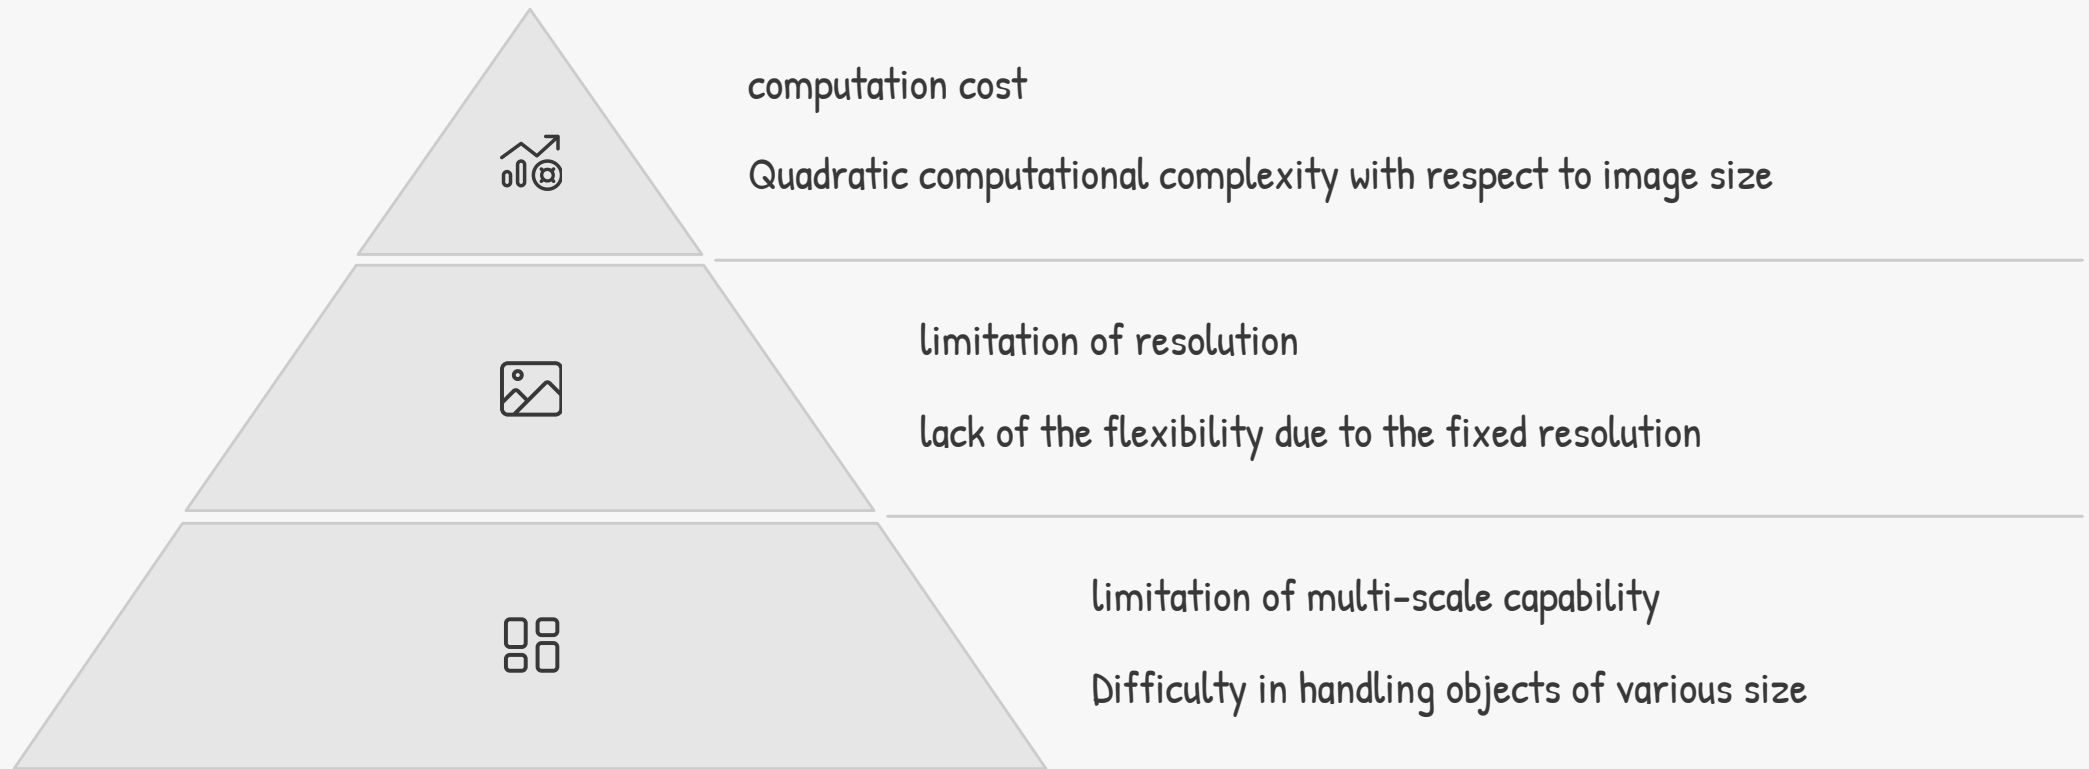 computation cost
Quadratic computational complexity with respect to image size
limitation of resolution
lack of the flexibility due to the fixed resolution
limitation of multi-scale capability
Difficulty in handling objects of various size